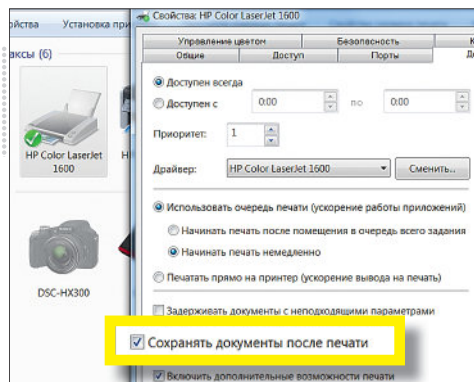 ойства
Установка при
аксы (6)
HP Color LaserJet
1600
H
DSC-HX300
Свойства: HP Color LaserJet 1600
Управление цветом
Безопасность
К
Общие
Доступ
Порты
Д
Доступен всегда
Доступен с
0:00
по
0:00
Приоритет:
1
Драйвер:
HP Color LaserJet 1600
Сменить...
Использовать очередь печати (ускорение работы приложений)
Начинать печать после помещения в очередь всего задания
Начинать печать немедленно
Печатать прямо на принтер (ускорение вывода на печать)
Задерживать документы с неподходящими параметрами
Сохранять документы после печати
Включить дополнительные возможности печати